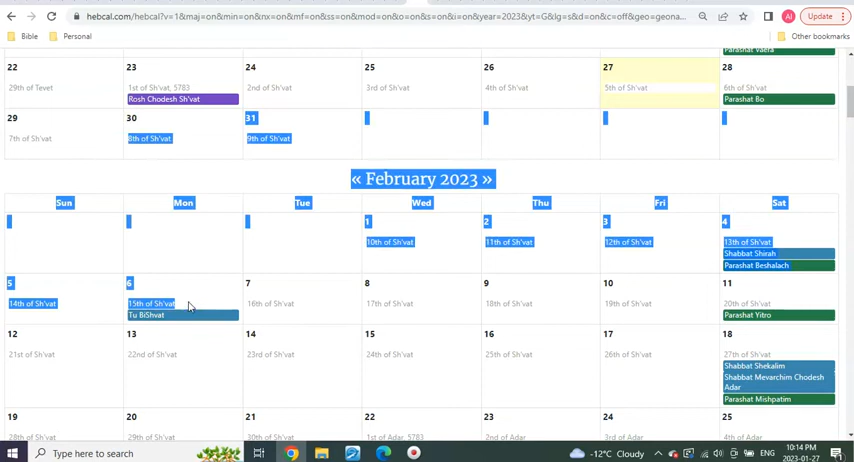 hebcal.com/hebcal?v=1&maj=on&min=on&nx=on&mf=on&ss=on&mod=on&o=on&s=on&i=on&year=2023&yt=G&lg=s&d=on&c=off&geo=geona...
AI
Update
Bible
Personal
Other bookmarks
Parashat Vaera
22 23 24 25 26 27 28
29th of Tevet 1st of Sh'vat, 5783 2nd of Sh'vat 3rd of Sh'vat 4th of Sh'vat 5th of Sh'vat 6th of Sh'vat
Rosh Chodesh Sh'vat Parashat Bo
29 30 31
7th of Sh'vat 8th of Sh'vat 9th of Sh'vat
« February 2023 »
Sun Mon Tue Wed Thu Fri Sat
1 2 3 4
10th of Sh'vat 11th of Sh'vat 12th of Sh'vat 13th of Sh'vat
Shabbat Shirah
Parashat Beshalach
5 6 7 8 9 10 11
14th of Sh'vat 15th of Sh'vat 16th of Sh'vat 17th of Sh'vat 18th of Sh'vat 19th of Sh'vat 20th of Sh'vat
Tu BiShvat Parashat Yitro
12 13 14 15 16 17 18
21st of Sh'vat 22nd of Sh'vat 23rd of Sh'vat 24th of Sh'vat 25th of Sh'vat 26th of Sh'vat 27th of Sh'vat
Shabbat Shekalim
Shabbat Mevarchim Chodesh
Adar
Parashat Mishpatim
19 20 21 22 23 24 25
28th of Sh'vat 29th of Sh'vat 30th of Sh'vat 1st of Adar, 5783 2nd of Adar 3rd of Adar 4th of Adar
Type here to search
-12°C Cloudy
ENG
10:14 PM
2023-01-27
1